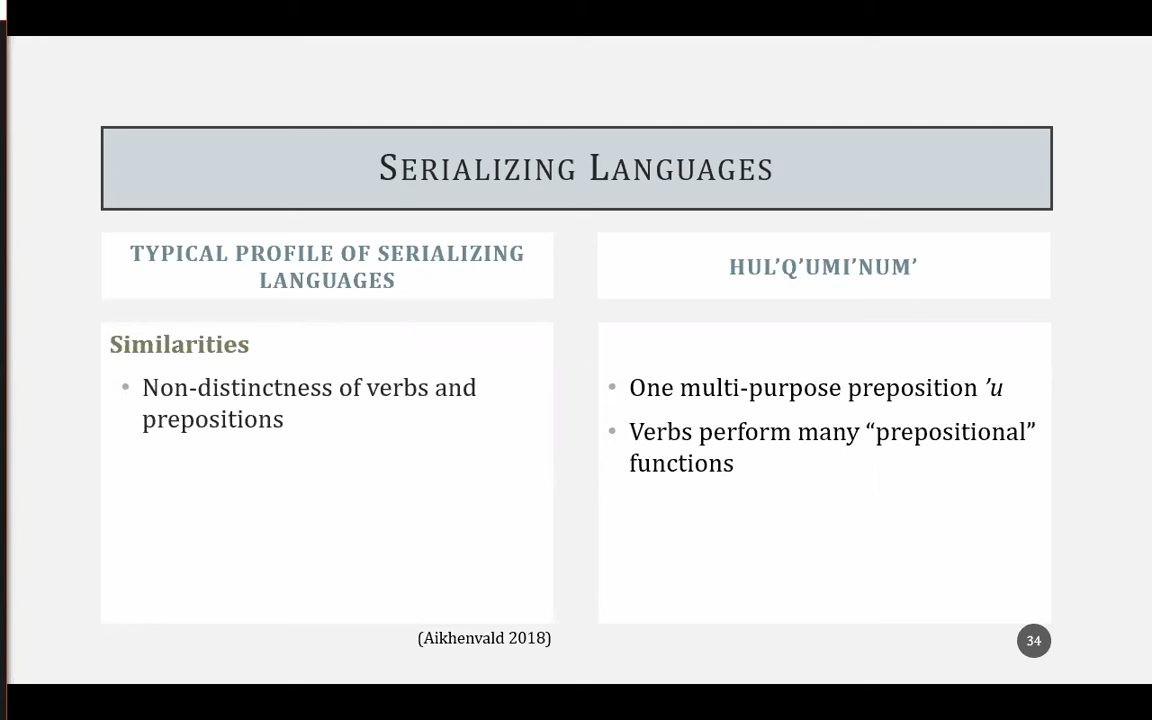 SERIALIZING LANGUAGES
TYPICAL PROFILE OF SERIALIZING
LANGUAGES
HUL’Q’UMI’NUM’
Similarities
• Non-distinctness of verbs and
prepositions
• One multi-purpose preposition ’u
• Verbs perform many “prepositional”
functions
(Aikhenvald 2018)
34